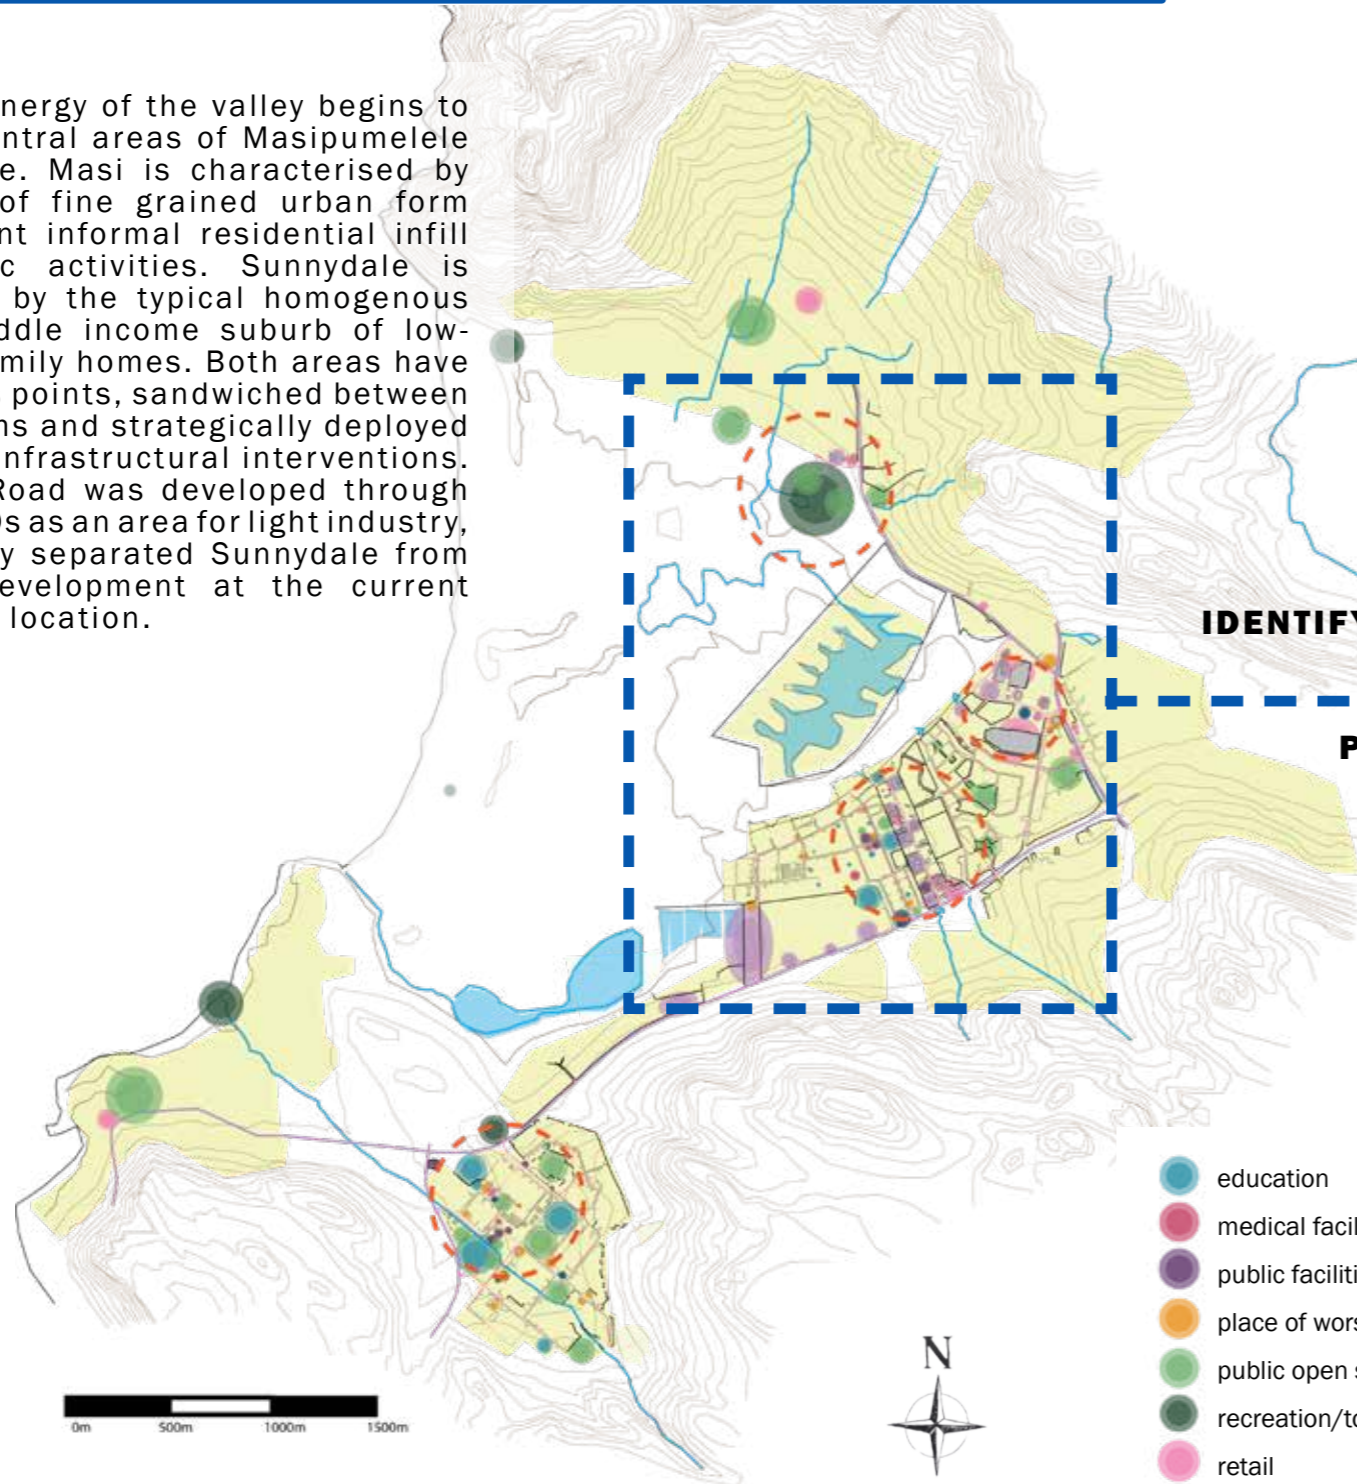 nergy of the valley begins to
ntral areas of Masipumelele
e. Masi is characterised by
of fine grained urban form
nt informal residential infill
c activities. Sunnydale is
by the typical homogenous
ddle income suburb of low-
mily homes. Both areas have
points, sandwiched between
ns and strategically deployed
nfrastructural interventions.
Road was developed through
s as an area for light industry,
y separated Sunnydale from
evelopment at the current
location.
IDENTIFY
P
education
medical facil
public faciliti
place of wors
public open s
recreation/to
retail
N
0m 500m 1000m 1500m